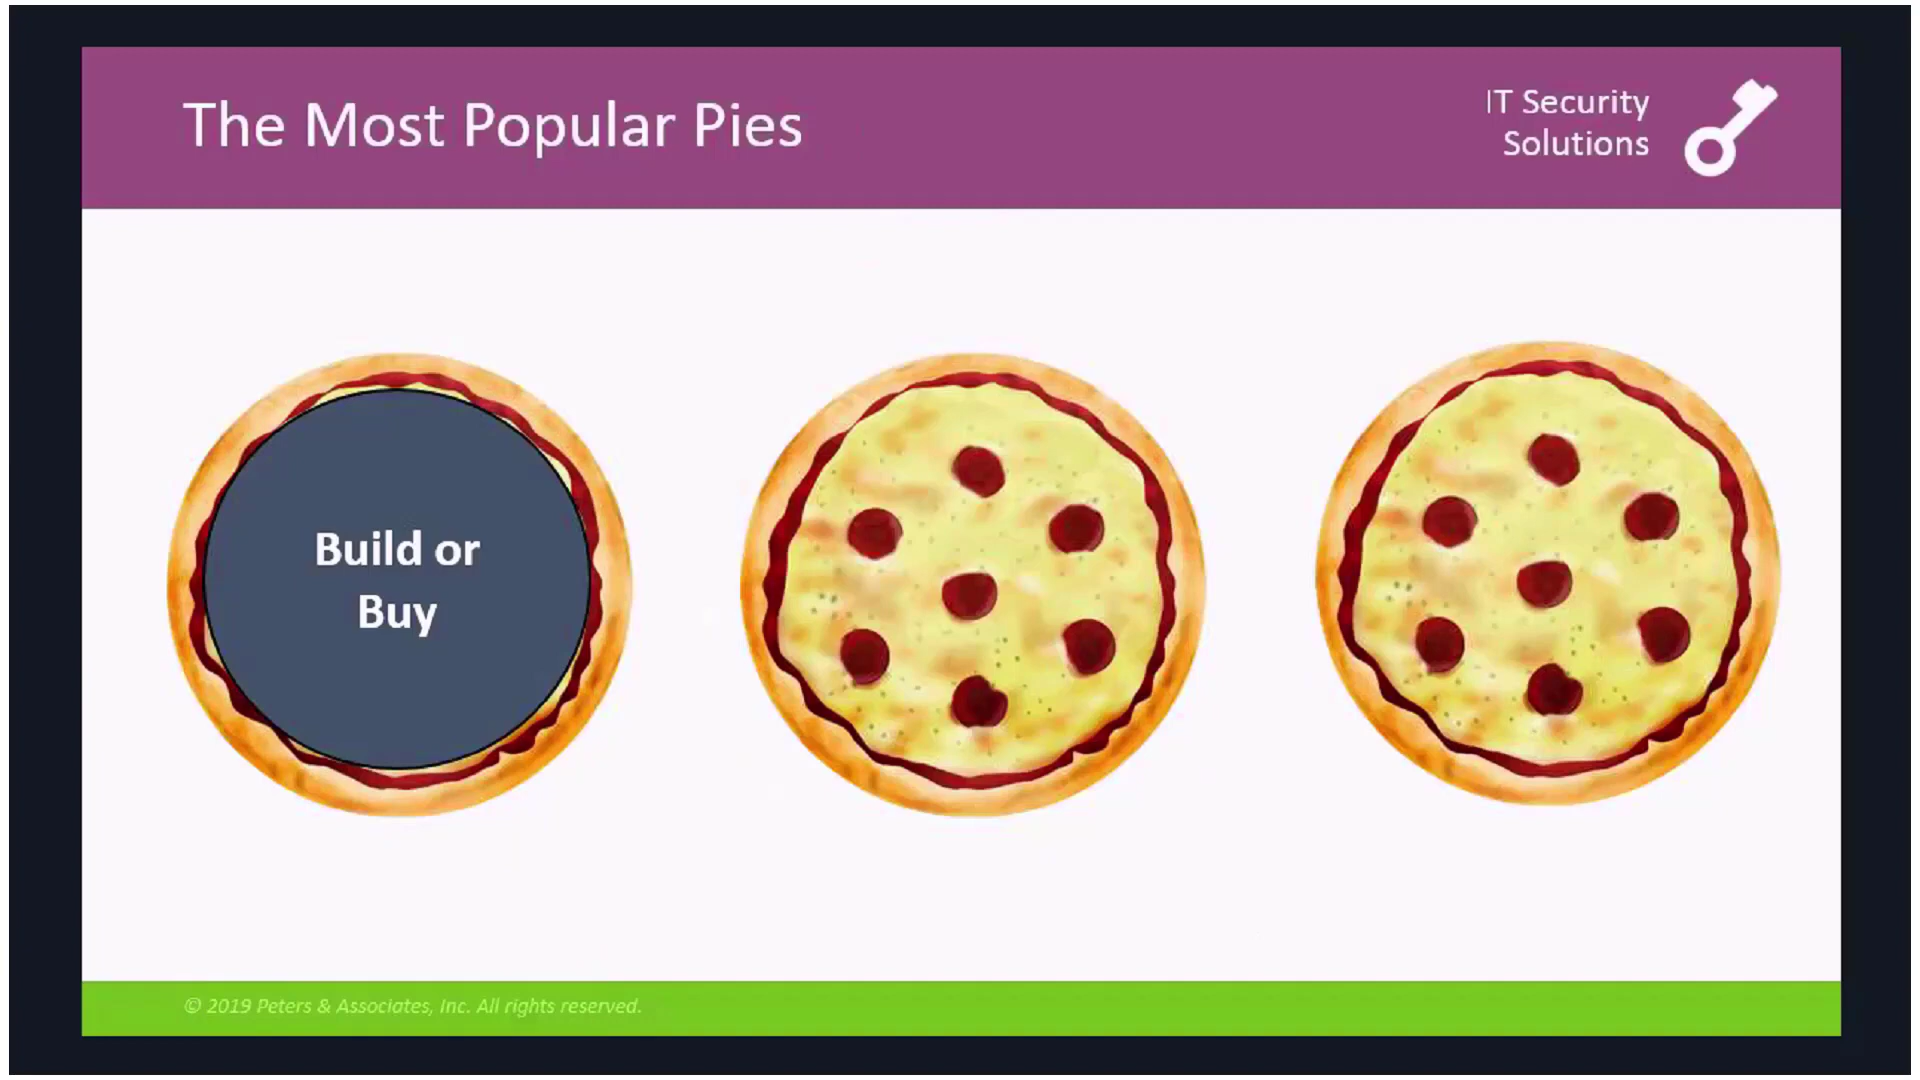 The Most Popular Pies
IT Security
Solutions
Build or
Buy
© 2019 Peters & Associates, Inc. All rights reserved.